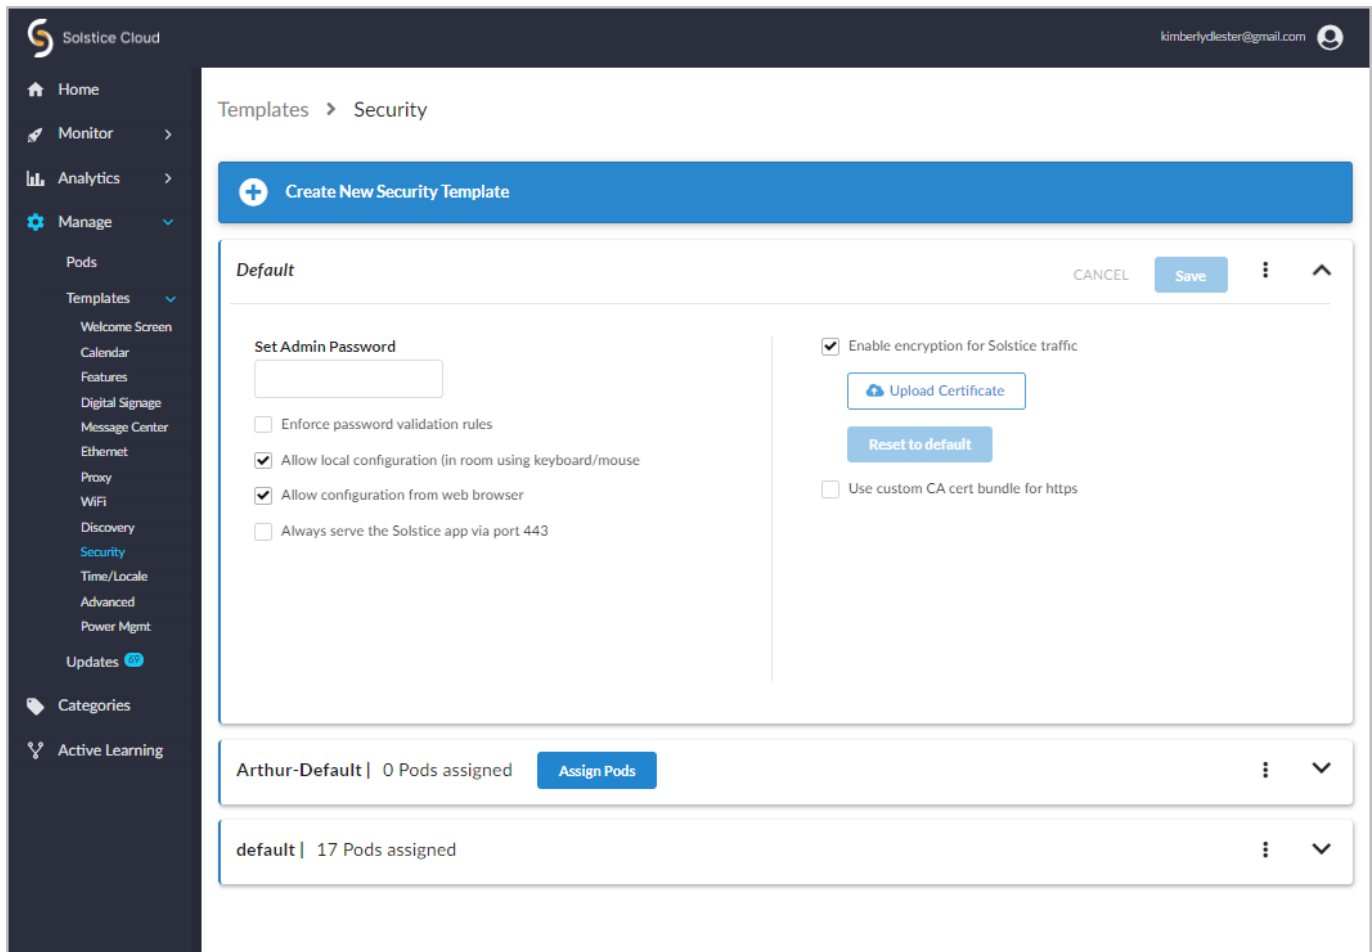 Solstice Cloud
kimberlydlester@gmail.com
Home
Monitor
Analytics
Manage
Pods
Templates
Welcome Screen
Calendar
Features
Digital Signage
Message Center
Ethernet
Proxy
WiFi
Discovery
Security
Time/Locale
Advanced
Power Mgmt
Updates 69
Categories
Active Learning
Templates > Security
Create New Security Template
Default
CANCEL Save
Set Admin Password
Enforce password validation rules
Allow local configuration (in room using keyboard/mouse
Allow configuration from web browser
Always serve the Solstice app via port 443
Enable encryption for Solstice traffic
Upload Certificate
Reset to default
Use custom CA cert bundle for https
Arthur-Default | 0 Pods assigned Assign Pods
default | 17 Pods assigned